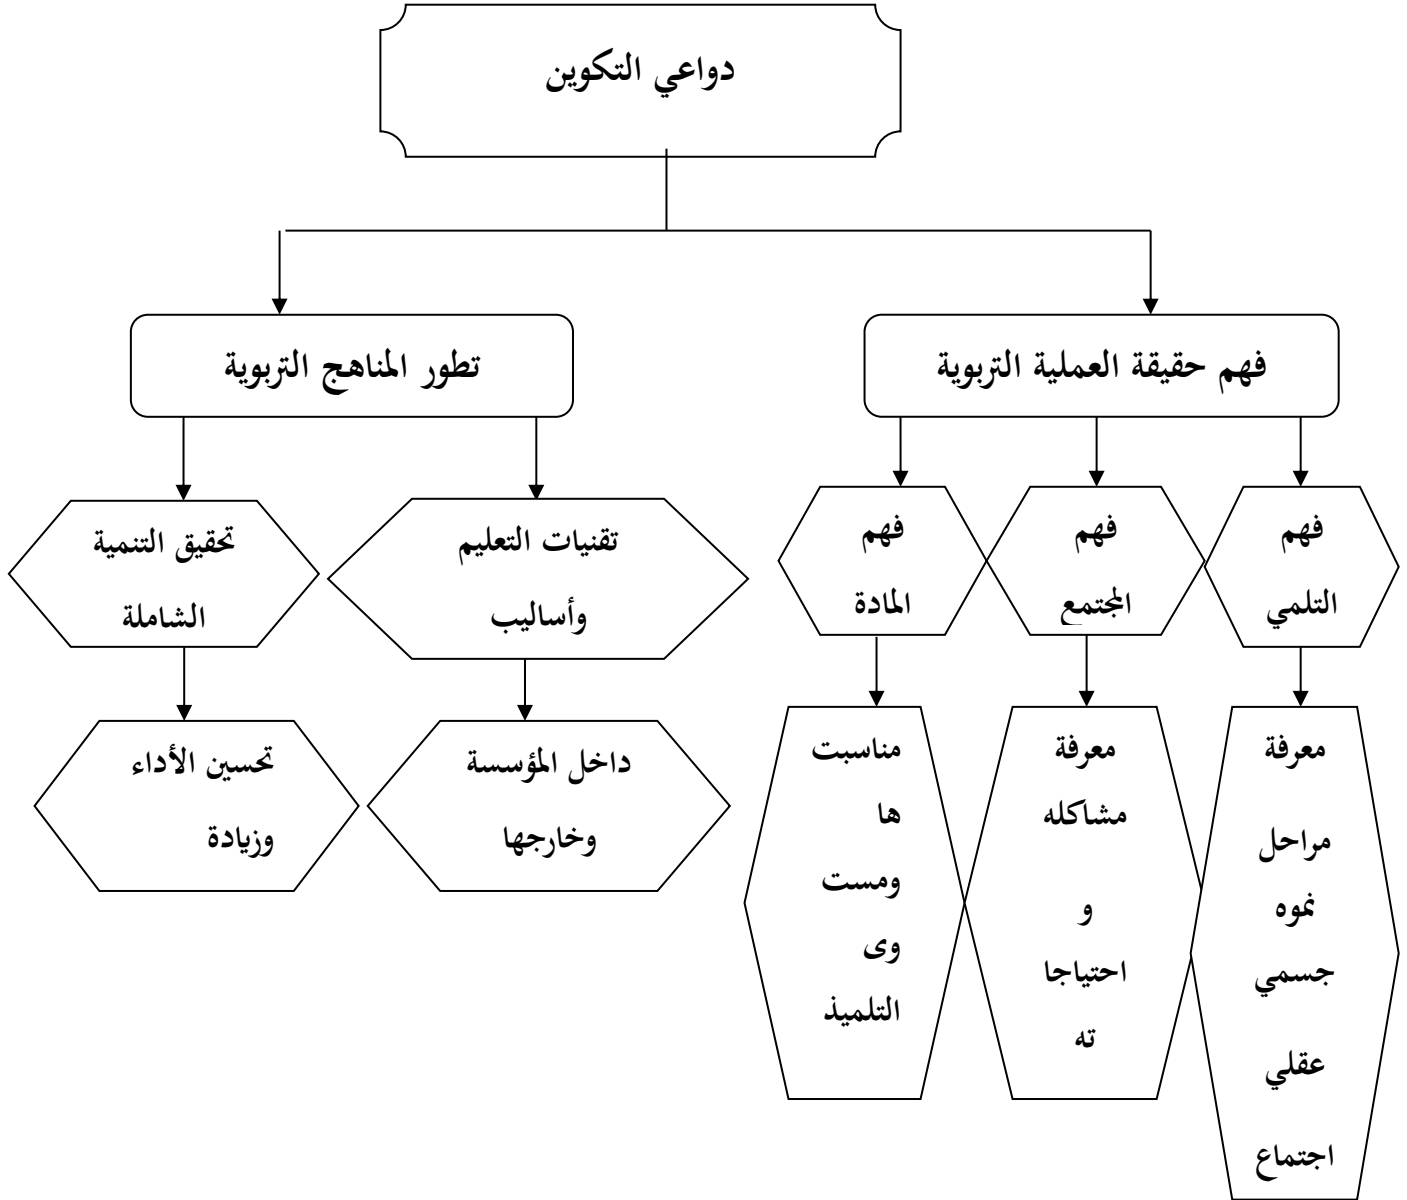 دواعي التكوين
فهم حقيقة العملية التربوية
تطور المناهج التربوية
فهم
التلمي
فهم
المجتمع
فهم
المادة
تقنيات التعليم
وأساليب
تحقيق التنمية
الشاملة
معرفة
مراحل
نموه
جسمي
عقلي
اجتماع
معرفة
مشاكله
و
احتياجا
ته
مناسبت
ها
ومست
وى
التلميذ
داخل المؤسسة
وخارجها
تحسين الأداء
وزيادة